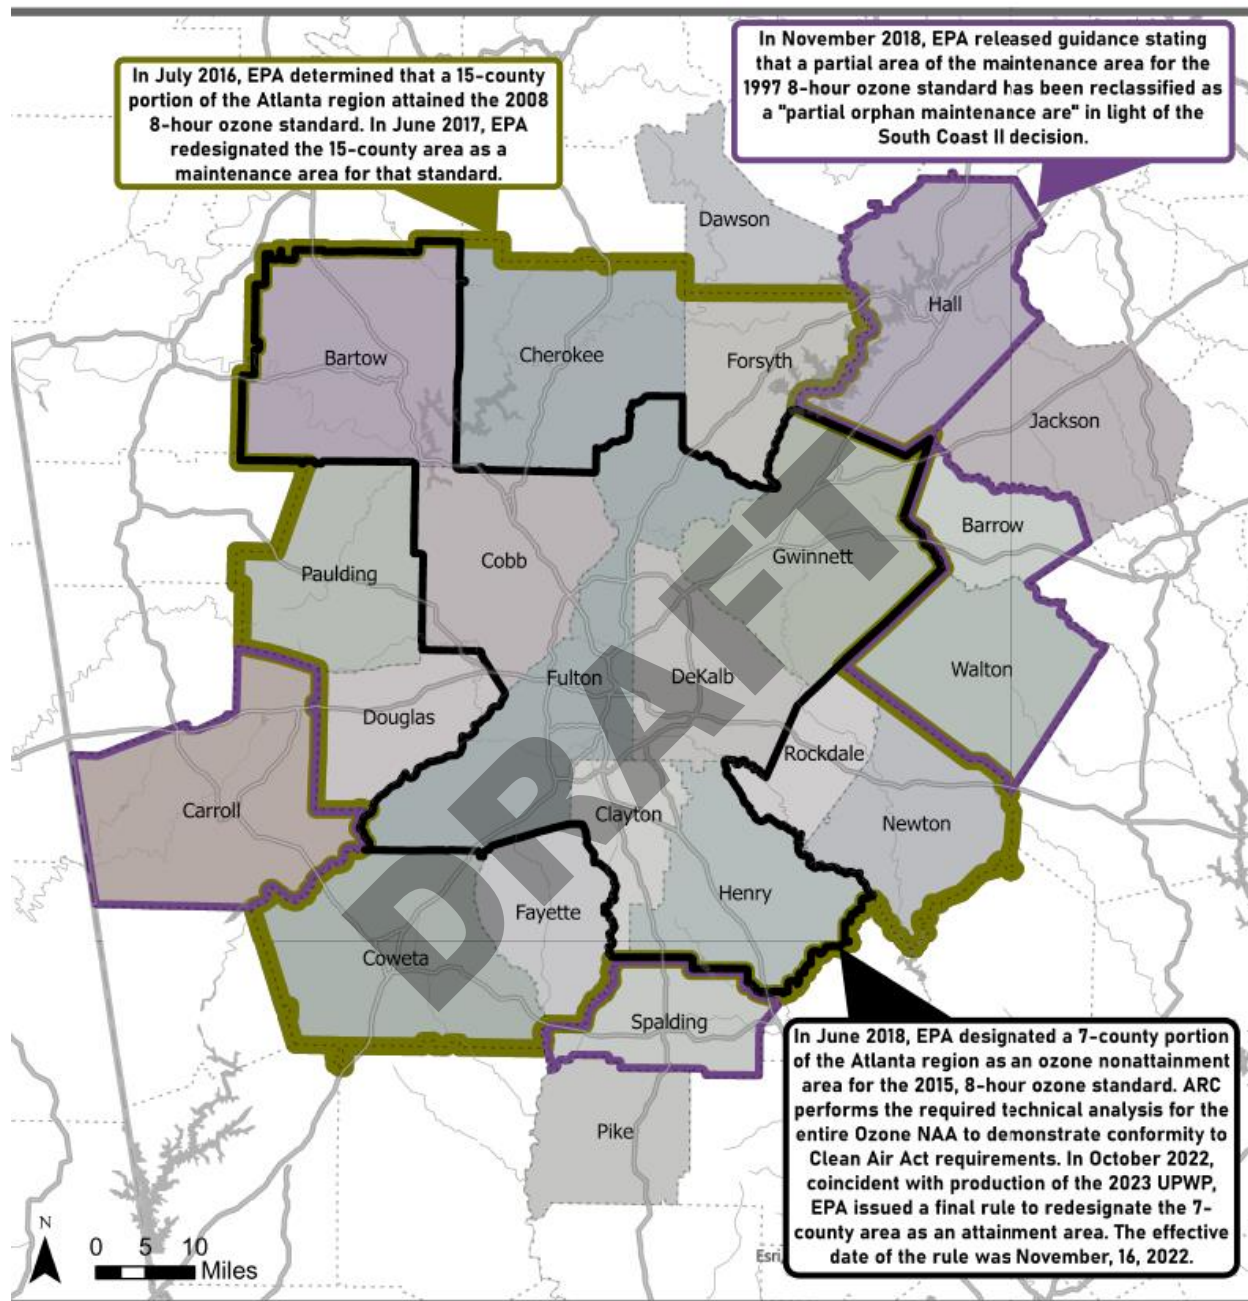 In July 2016, EPA determined that a 15-county
portion of the Atlanta region attained the 2008
8-hour ozone standard. In June 2017, EPA
redesignated the 15-county area as a
maintenance area for that standard.
In November 2018, EPA released guidance stating
that a partial area of the maintenance area for the
1997 8-hour ozone standard has been reclassified as
a "partial orphan maintenance are" in light of the
South Coast II decision.
Dawson
Hall
Bartow
Cherokee
Forsyth
Jackson
Barrow
Cobb
Gwinnett
Paulding
Walton
Fulton
DeKalb
Douglas
Rockdale
Carroll
Clayton
Newton
Henry
Fayette
Coweta
Spalding
Pike
DRAFT
In June 2018, EPA designated a 7-county portion
of the Atlanta region as an ozone nonattainment
area for the 2015, 8-hour ozone standard. ARC
performs the required technical analysis for the
entire Ozone NAA to demonstrate conformity to
Clean Air Act requirements. In October 2022,
coincident with production of the 2023 UPWP,
EPA issued a final rule to redesignate the 7-
county area as an attainment area. The effective
date of the rule was November, 16, 2022.
N
0 5 10
Miles
Esri,